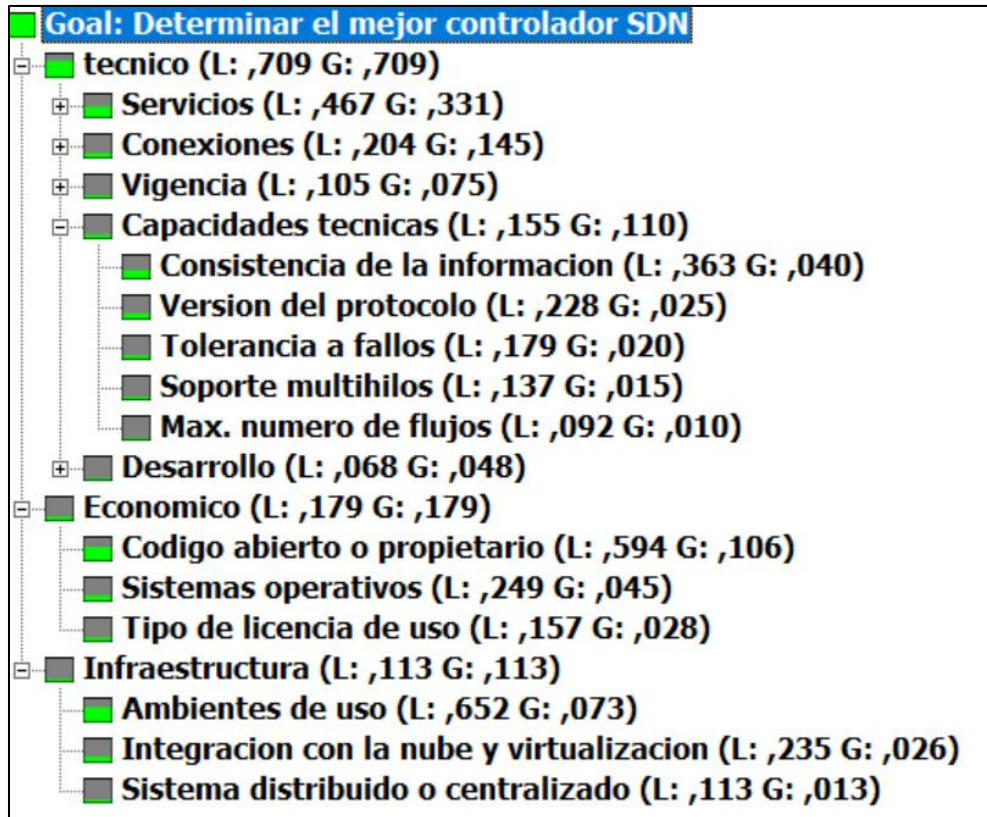 Goal: Determinar el mejor controlador SDN
tecnico (L: ,709 G: ,709)
Servicios (L: ,467 G: ,331)
Conexiones (L: ,204 G: ,145)
Vigencia (L: ,105 G: ,075)
Capacidades tecnicas (L: ,155 G: ,110)
Consistencia de la informacion (L: ,363 G: ,040)
Version del protocolo (L: ,228 G: ,025)
Tolerancia a fallos (L: ,179 G: ,020)
Soporte multihilos (L: ,137 G: ,015)
Max. numero de flujos (L: ,092 G: ,010)
Desarrollo (L: ,068 G: ,048)
Economico (L: ,179 G: ,179)
Codigo abierto o propietario (L: ,594 G: ,106)
Sistemas operativos (L: ,249 G: ,045)
Tipo de licencia de uso (L: ,157 G: ,028)
Infraestructura (L: ,113 G: ,113)
Ambientes de uso (L: ,652 G: ,073)
Integracion con la nube y virtualizacion (L: ,235 G: ,026)
Sistema distribuido o centralizado (L: ,113 G: ,013)